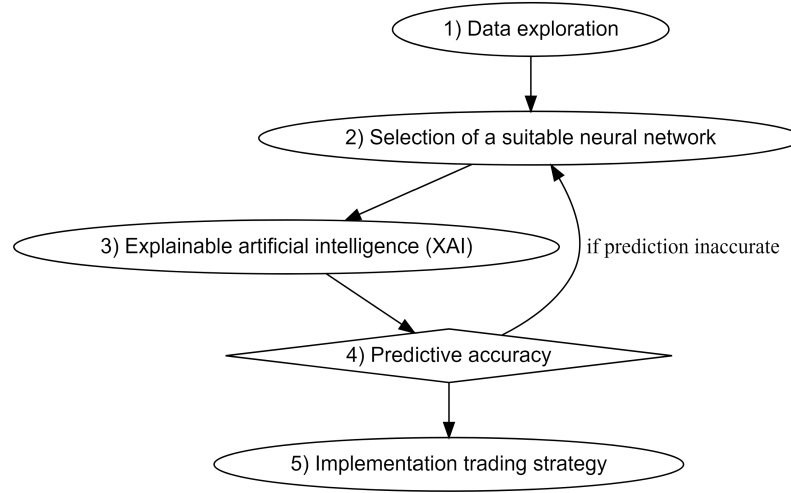 1) Data exploration
2) Selection of a suitable neural network
3) Explainable artificial intelligence (XAI)
if prediction inaccurate
4) Predictive accuracy
5) Implementation trading strategy